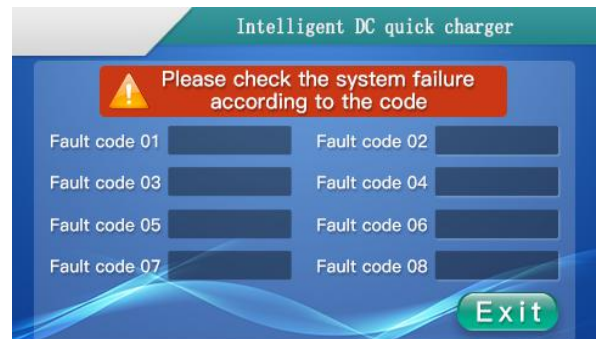 Intelligent DC quick charger
Please check the system failure
according to the code
Fault code 01
Fault code 02
Fault code 03
Fault code 04
Fault code 05
Fault code 06
Fault code 07
Fault code 08
Exit